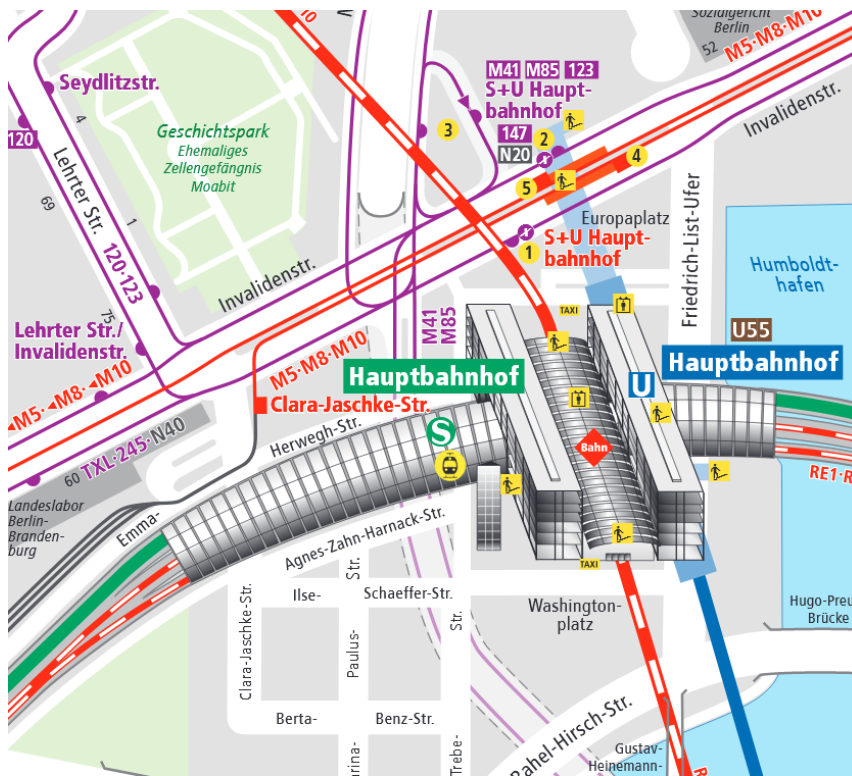 10
Sozialgericht
Berlin
52
M5·M8·M10
Seydlitzstr.
4
120
M41 M85 123
S+U Haupt-
bahnhof
147
N20
2
3
Geschichtspark
Ehemaliges
Zellengefängnis
Moabit
Invalidenstr.
Lehrter Str.
69
1
5
4
Europaplatz
Friedrich-List-Ufer
1
S+U Haupt-
bahnhof
120·123
Invalidenstr.
Humboldt-
hafen
75
TAXI
M41
M85
U55
Lehrter Str./
Invalidenstr.
M5·M8·M10
Hauptbahnhof
Hauptbahnhof
U
M5·M8·M10
Clara-Jaschke-Str.
S
Herwegh-Str.
Bahn
60
TXL·245·N40
RE1·R
Landeslabor
Berlin-
Branden-
burg
Emma-
Agnes-Zahn-Harnack-Str.
TAXI
Ilse-
Schaeffer-Str.
Str.
Clara-Jaschke-Str.
Paulus-
Str.
Washington-
platz
Hugo-Preu
Brücke
Berta-
Benz-Str.
Rahel-Hirsch-Str.
Gustav-
Heinemann-
arina-
Trebe-
R